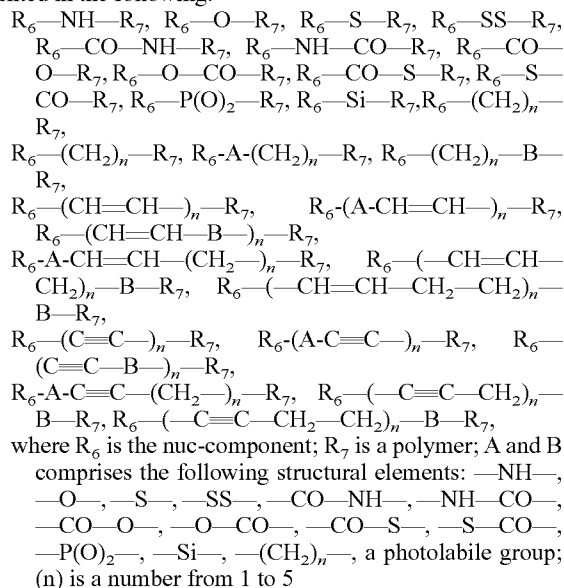 ented in the following:
R₆—NH—R₇, R₆—O—R₇, R₆—S—R₇, R₆—SS—R₇,
R₆—CO—NH—R₇, R₆—NH—CO—R₇, R₆—CO—
O—R₇, R₆—O—CO—R₇, R₆—CO—S—R₇, R₆—S—
CO—R₇, R₆—P(O)₂—R₇, R₆—Si—R₇,R₆—(CH₂)ₙ—
R₇,
R₆—(CH₂)ₙ—R₇, R₆-A-(CH₂)ₙ—R₇, R₆—(CH₂)ₙ—B—
R₇,
R₆—(CH═CH—)ₙ—R₇, R₆-(A-CH═CH—)ₙ—R₇,
R₆—(CH═CH—B—)ₙ—R₇,
R₆-A-CH═CH—(CH₂—)ₙ—R₇, R₆—(—CH═CH—
CH₂)ₙ—B—R₇, R₆—(—CH═CH—CH₂—CH₂)ₙ—
B—R₇,
R₆—(C≡C—)ₙ—R₇, R₆-(A-C≡C—)ₙ—R₇, R₆—
(C≡C—B—)ₙ—R₇,
R₆-A-C≡C—(CH₂—)ₙ—R₇, R₆—(—C≡C—CH₂)ₙ—
B—R₇, R₆—(—C≡C—CH₂—CH₂)ₙ—B—R₇,
where R₆ is the nuc-component; R₇ is a polymer; A and B
comprises the following structural elements: —NH—,
—O—, —S—, —SS—, —CO—NH—, —NH—CO—,
—CO—O—, —O—CO—, —CO—S—, —S—CO—,
—P(O)₂—, —Si—, —(CH₂)ₙ—, a photolabile group;
(n) is a number from 1 to 5